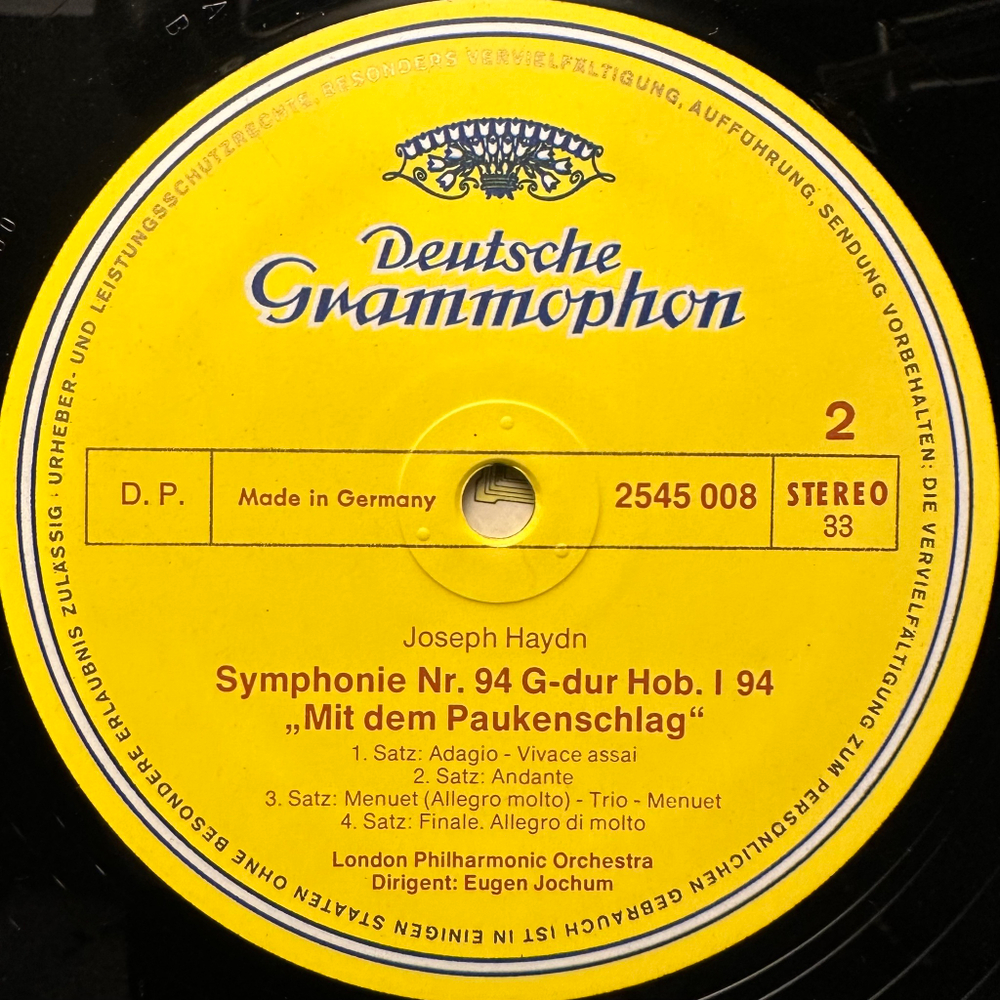 URHEBER- UND LEISTUNGSSCHUTZRECHTE, BESONDERS VERVIELFÄLTIGUNG, AUFFÜHRUNG, SENDUNG VORBEHALTEN; DIE VERVIELFÄLTIGUNG ZUM PERSÖNLICHEN GEBRAUCH IST IN EINIGEN STAATEN OHNE BESONDERE ERLAUBNIS ZULÄSSIG :
Deutsche
Grammophon
2
D. P.
Made in Germany
2545 008
STEREO
33
Joseph Haydn
Symphonie Nr. 94 G-dur Hob. I 94
„Mit dem Paukenschlag“
1. Satz: Adagio - Vivace assai
2. Satz: Andante
3. Satz: Menuet (Allegro molto) - Trio - Menuet
4. Satz: Finale. Allegro di molto
London Philharmonic Orchestra
Dirigent: Eugen Jochum